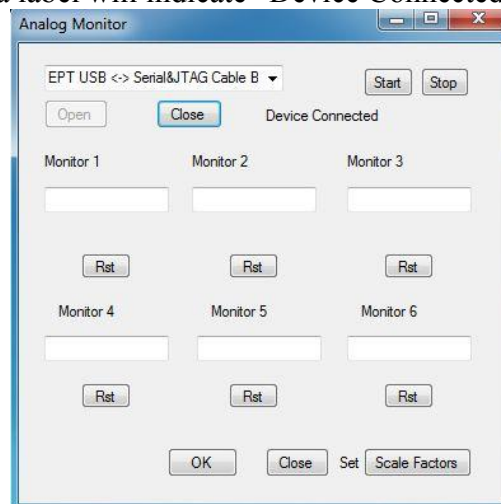 a label will indicate "Device Connected
Analog Monitor
EPT USB <-> Serial&JTAG Cable B
Start Stop
Open Close Device Connected
Monitor 1 Monitor 2 Monitor 3
Rst Rst Rst
Monitor 4 Monitor 5 Monitor 6
Rst Rst Rst
OK Close Set Scale Factors